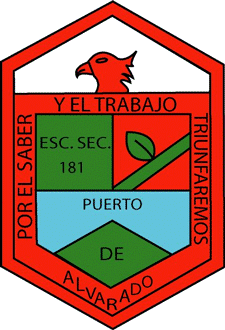 POR EL SABER
Y EL TRABAJO
TRIUNFAREMOS
ESC. SEC.
181
PUERTO
DE
ALVARADO